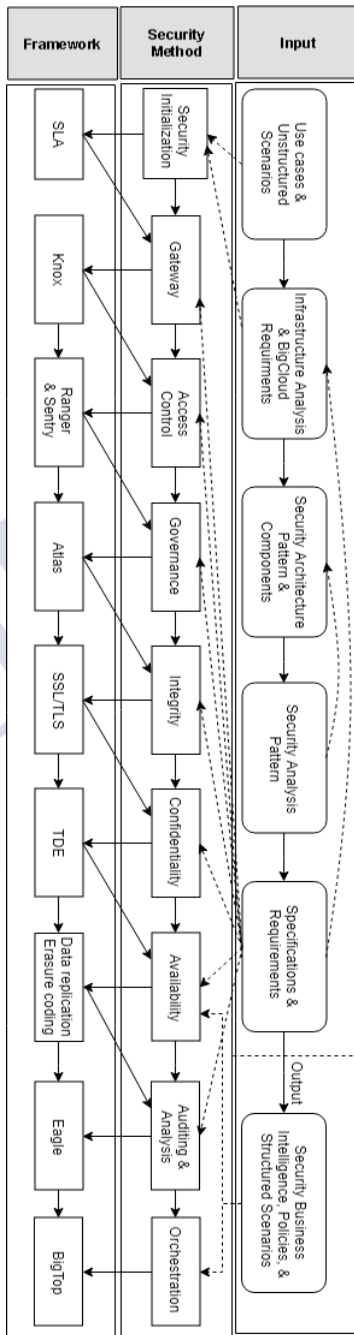 Framework
Security
Method
Input
SLA
Knox
Ranger
& Sentry
Atlas
SSL/TLS
TDE
Data replication
Erasure coding
Eagle
BigTop
Security
Initialization
Gateway
Access
Control
Governance
Integrity
Confidentiality
Availability
Auditing &
Analysis
Orchestration
Use cases &
Unstructured
Scenarios
Infrastructure Analysis
& BigCloud
Requirments
Security Architecture
Pattern &
Components
Security Analysis
Pattern
Specifications &
Requirements
Output
Security Business
Intelligence, Policies, &
Structured Scenarios